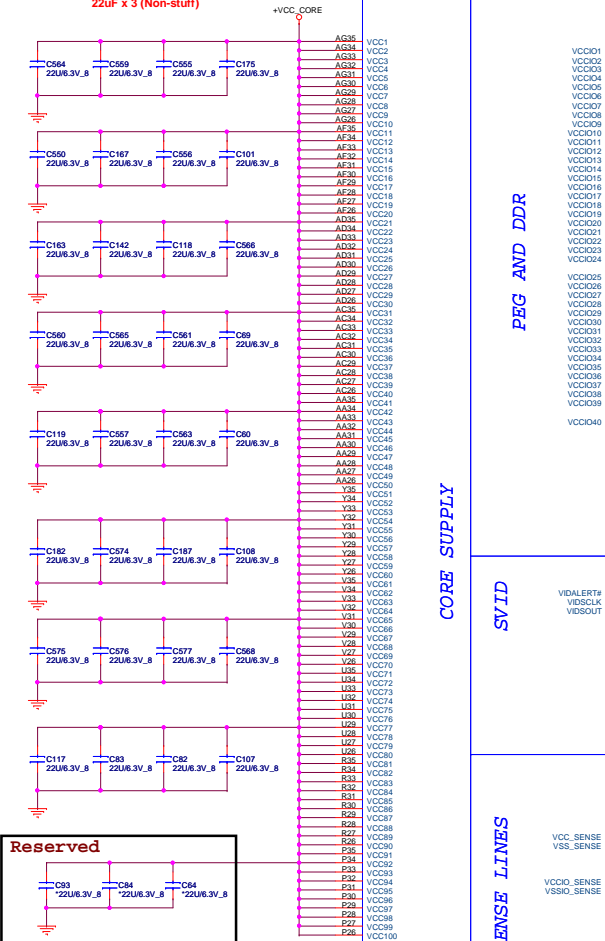 22uF x 3 (Non-stuff)
+VCC_CORE
C564 C559 C555 C175
22U/6.3V_8 22U/6.3V_8 22U/6.3V_8 22U/6.3V_8
C550 C167 C556 C101
22U/6.3V_8 22U/6.3V_8 22U/6.3V_8 22U/6.3V_8
C163 C142 C118 C566
22U/6.3V_8 22U/6.3V_8 22U/6.3V_8 22U/6.3V_8
C560 C565 C561 C69
22U/6.3V_8 22U/6.3V_8 22U/6.3V_8 22U/6.3V_8
C119 C557 C563 C60
22U/6.3V_8 22U/6.3V_8 22U/6.3V_8 22U/6.3V_8
C182 C574 C187 C108
22U/6.3V_8 22U/6.3V_8 22U/6.3V_8 22U/6.3V_8
C575 C576 C577 C568
22U/6.3V_8 22U/6.3V_8 22U/6.3V_8 22U/6.3V_8
C117 C83 C82 C107
22U/6.3V_8 22U/6.3V_8 22U/6.3V_8 22U/6.3V_8
Reserved
C93 C84 C64
*22U/6.3V_8 *22U/6.3V_8 *22U/6.3V_8
AG35 VCC1
AG34 VCC2
AG33 VCC3
AG32 VCC4
AG31 VCC5
AG30 VCC6
AG29 VCC7
AG28 VCC8
AG27 VCC9
AG26 VCC10
AF35 VCC11
AF34 VCC12
AF33 VCC13
AF32 VCC14
AF31 VCC15
AF30 VCC16
AF29 VCC17
AF28 VCC18
AF27 VCC19
AF26 VCC20
AD35 VCC21
AD34 VCC22
AD33 VCC23
AD32 VCC24
AD31 VCC25
AD30 VCC26
AD29 VCC27
AD28 VCC28
AD27 VCC29
AD26 VCC30
AC35 VCC31
AC34 VCC32
AC33 VCC33
AC32 VCC34
AC31 VCC35
AC30 VCC36
AC29 VCC37
AC28 VCC38
AC27 VCC39
AC26 VCC40
AA35 VCC41
AA34 VCC42
AA33 VCC43
AA32 VCC44
AA31 VCC45
AA30 VCC46
AA29 VCC47
AA28 VCC48
AA27 VCC49
AA26 VCC50
Y35 VCC51
Y34 VCC52
Y33 VCC53
Y32 VCC54
Y31 VCC55
Y30 VCC56
Y29 VCC57
Y28 VCC58
Y27 VCC59
Y26 VCC60
V35 VCC61
V34 VCC62
V33 VCC63
V32 VCC64
V31 VCC65
V30 VCC66
V29 VCC67
V28 VCC68
V27 VCC69
V26 VCC70
U35 VCC71
U34 VCC72
U33 VCC73
U32 VCC74
U31 VCC75
U30 VCC76
U29 VCC77
U28 VCC78
U27 VCC79
U26 VCC80
R35 VCC81
R34 VCC82
R33 VCC83
R32 VCC84
R31 VCC85
R30 VCC86
R29 VCC87
R28 VCC88
R27 VCC89
R26 VCC90
P35 VCC91
P34 VCC92
P33 VCC93
P32 VCC94
P31 VCC95
P30 VCC96
P29 VCC97
P28 VCC98
P27 VCC99
P26 VCC100
CORE SUPPLY
PEG AND DDR
VCCIO1
VCCIO2
VCCIO3
VCCIO4
VCCIO5
VCCIO6
VCCIO7
VCCIO8
VCCIO9
VCCIO10
VCCIO11
VCCIO12
VCCIO13
VCCIO14
VCCIO15
VCCIO16
VCCIO17
VCCIO18
VCCIO19
VCCIO20
VCCIO21
VCCIO22
VCCIO23
VCCIO24
VCCIO25
VCCIO26
VCCIO27
VCCIO28
VCCIO29
VCCIO30
VCCIO31
VCCIO32
VCCIO33
VCCIO34
VCCIO35
VCCIO36
VCCIO37
VCCIO38
VCCIO39
VCCIO40
SVID
VIDALERT#
VIDSCLK
VIDSOUT
ENSE LINES
VCC_SENSE
VSS_SENSE
VCCIO_SENSE
VSSIO_SENSE